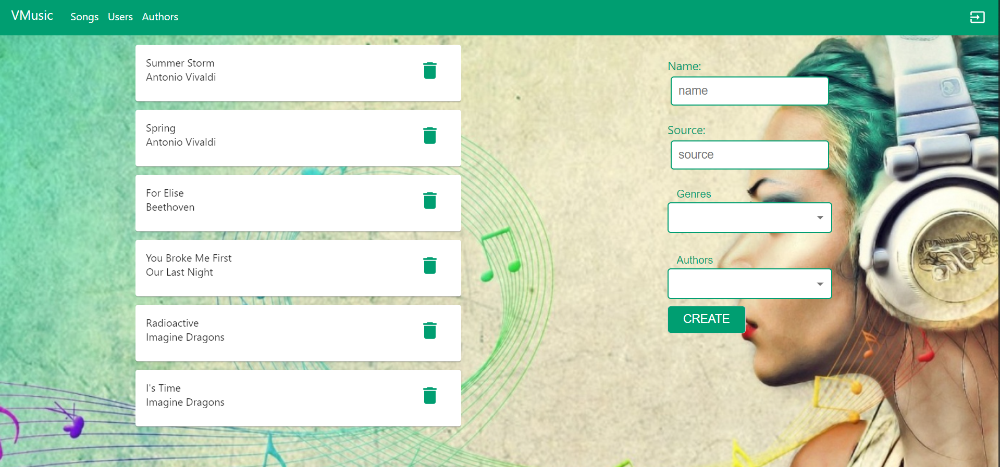 VMusic Songs Users Authors
Summer Storm
Antonio Vivaldi
Spring
Antonio Vivaldi
For Elise
Beethoven
You Broke Me First
Our Last Night
Radioactive
Imagine Dragons
I's Time
Imagine Dragons
Name:
name
Source:
source
Genres
Authors
CREATE